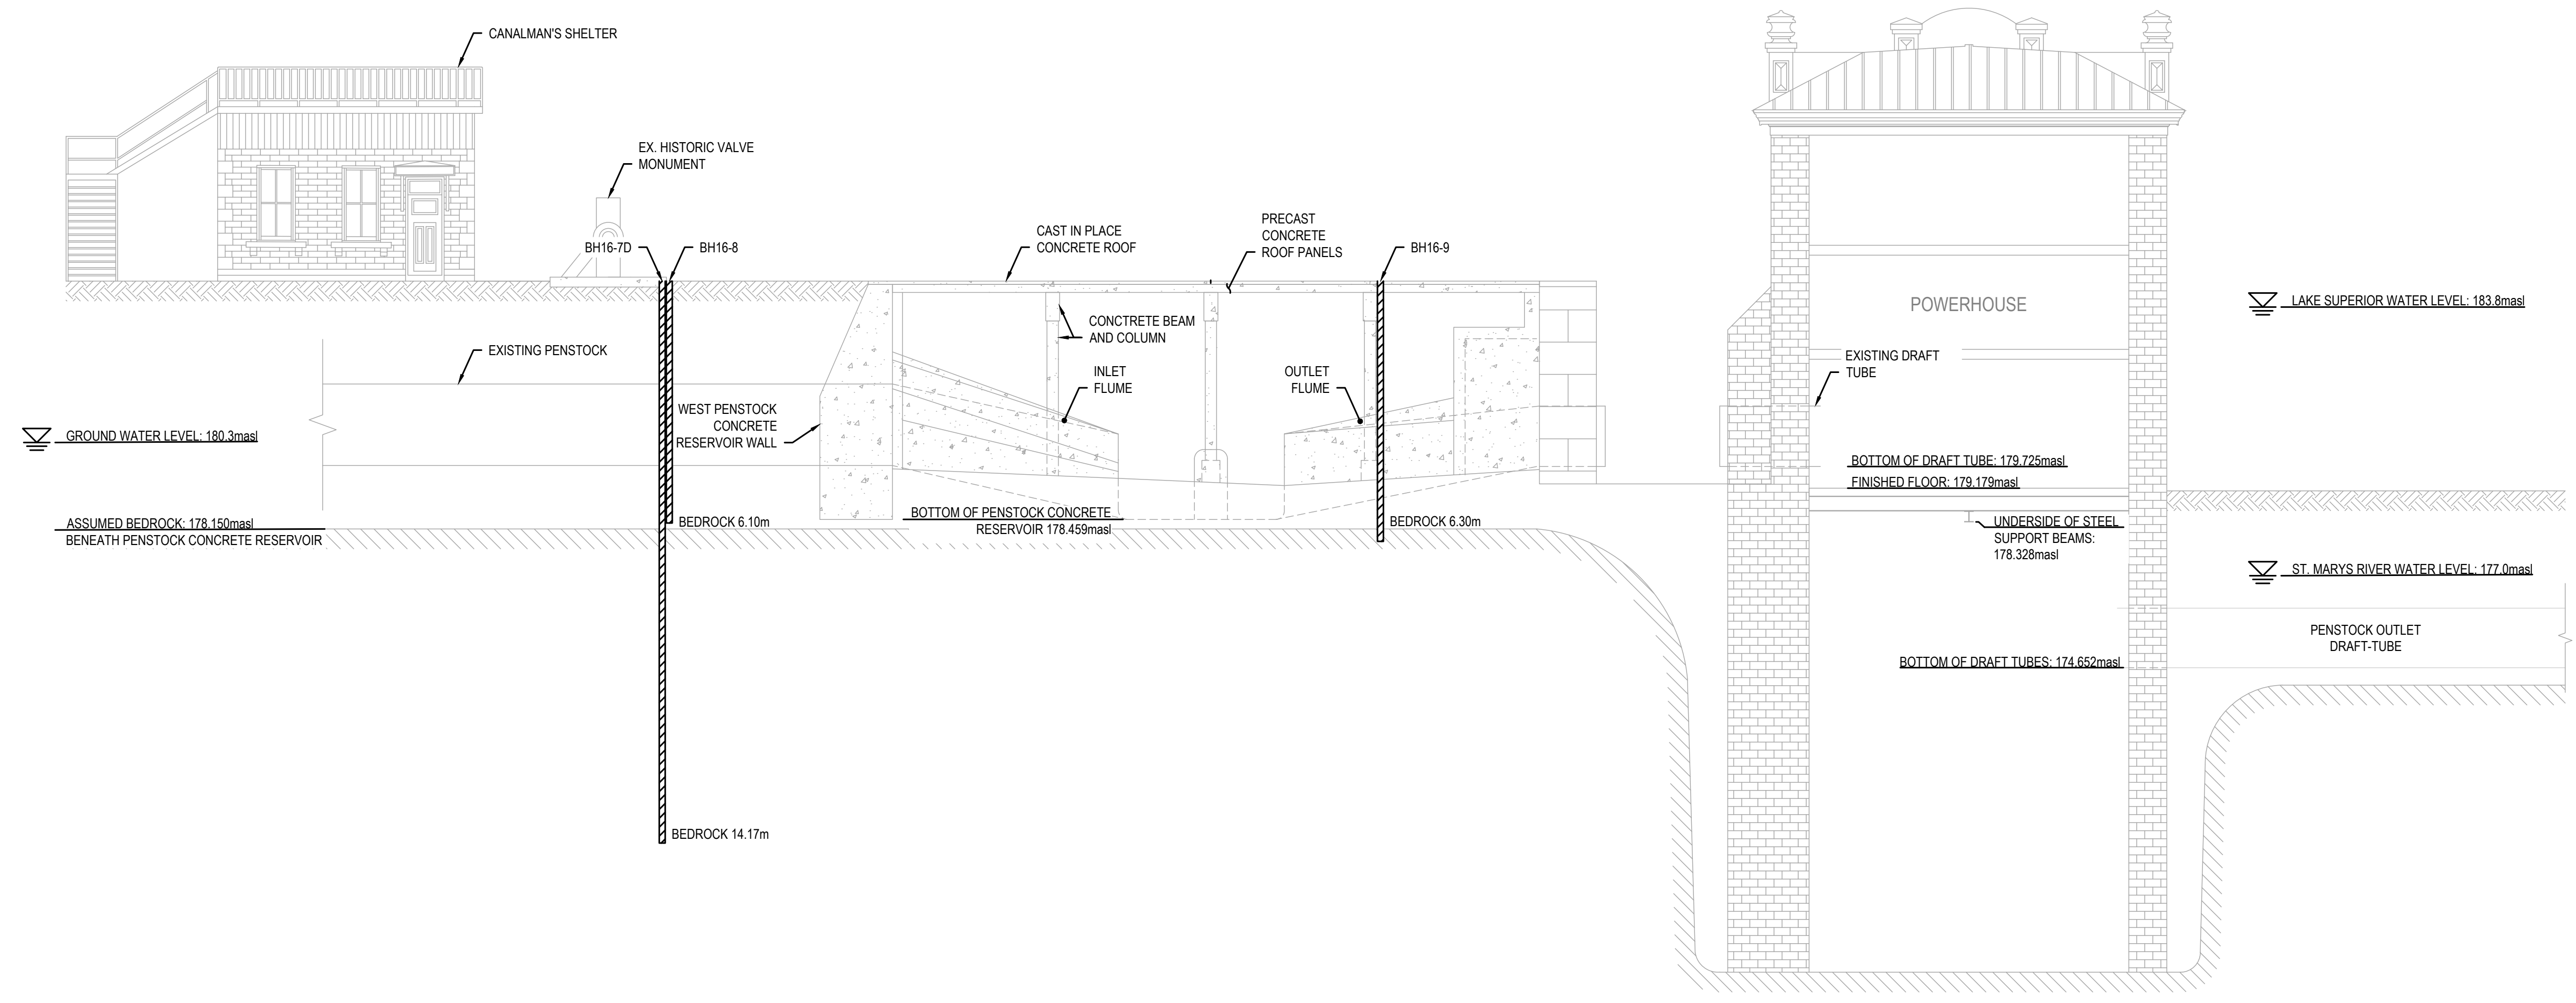 CANALMAN'S SHELTER
EX. HISTORIC VALVE
MONUMENT
BH16-7D
BH16-8
CAST IN PLACE
CONCRETE ROOF
PRECAST
CONCRETE
ROOF PANELS
BH16-9
POWERHOUSE
LAKE SUPERIOR WATER LEVEL: 183.8masl
CONCTRETE BEAM
AND COLUMN
EXISTING PENSTOCK
EXISTING DRAFT
TUBE
INLET
FLUME
OUTLET
FLUME
WEST PENSTOCK
CONCRETE
RESERVOIR WALL
GROUND WATER LEVEL: 180.3masl
BOTTOM OF DRAFT TUBE: 179.725masl
FINISHED FLOOR: 179.179masl
ASSUMED BEDROCK: 178.150masl
BENEATH PENSTOCK CONCRETE RESERVOIR
BEDROCK 6.10m
BOTTOM OF PENSTOCK CONCRETE
RESERVOIR 178.459masl
BEDROCK 6.30m
UNDERSIDE OF STEEL
SUPPORT BEAMS:
178.328masl
ST. MARYS RIVER WATER LEVEL: 177.0masl
PENSTOCK OUTLET
DRAFT-TUBE
BOTTOM OF DRAFT TUBES: 174.652masl
BEDROCK 14.17m